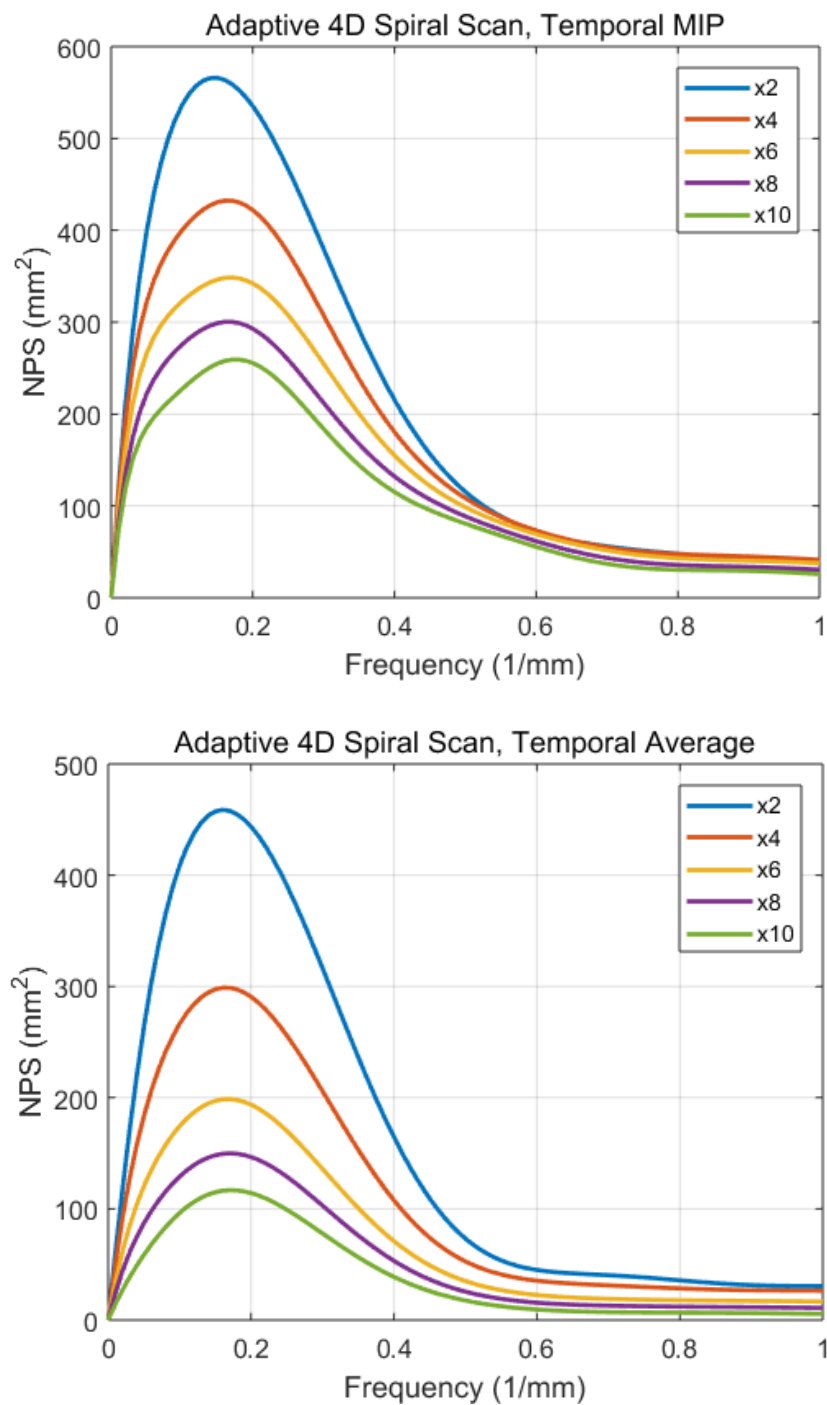 Adaptive 4D Spiral Scan, Temporal MIP
600
500
400
300
200
100
0
NPS (mm²)
x2
x4
x6
x8
x10
0 0.2 0.4 0.6 0.8 1
Frequency (1/mm)
Adaptive 4D Spiral Scan, Temporal Average
500
400
300
200
100
0
NPS (mm²)
x2
x4
x6
x8
x10
0 0.2 0.4 0.6 0.8 1
Frequency (1/mm)